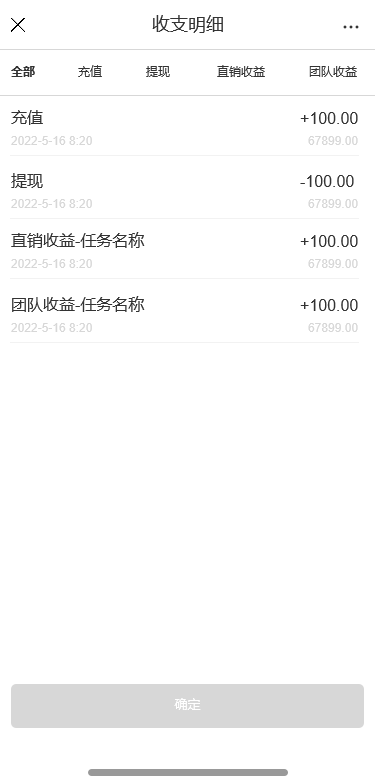 收支明细
全部 充值 提现 直销收益 团队收益
充值 +100.00
2022-5-16 8:20 67899.00
提现 -100.00
2022-5-16 8:20 67899.00
直销收益-任务名称 +100.00
2022-5-16 8:20 67899.00
团队收益-任务名称 +100.00
2022-5-16 8:20 67899.00
确定